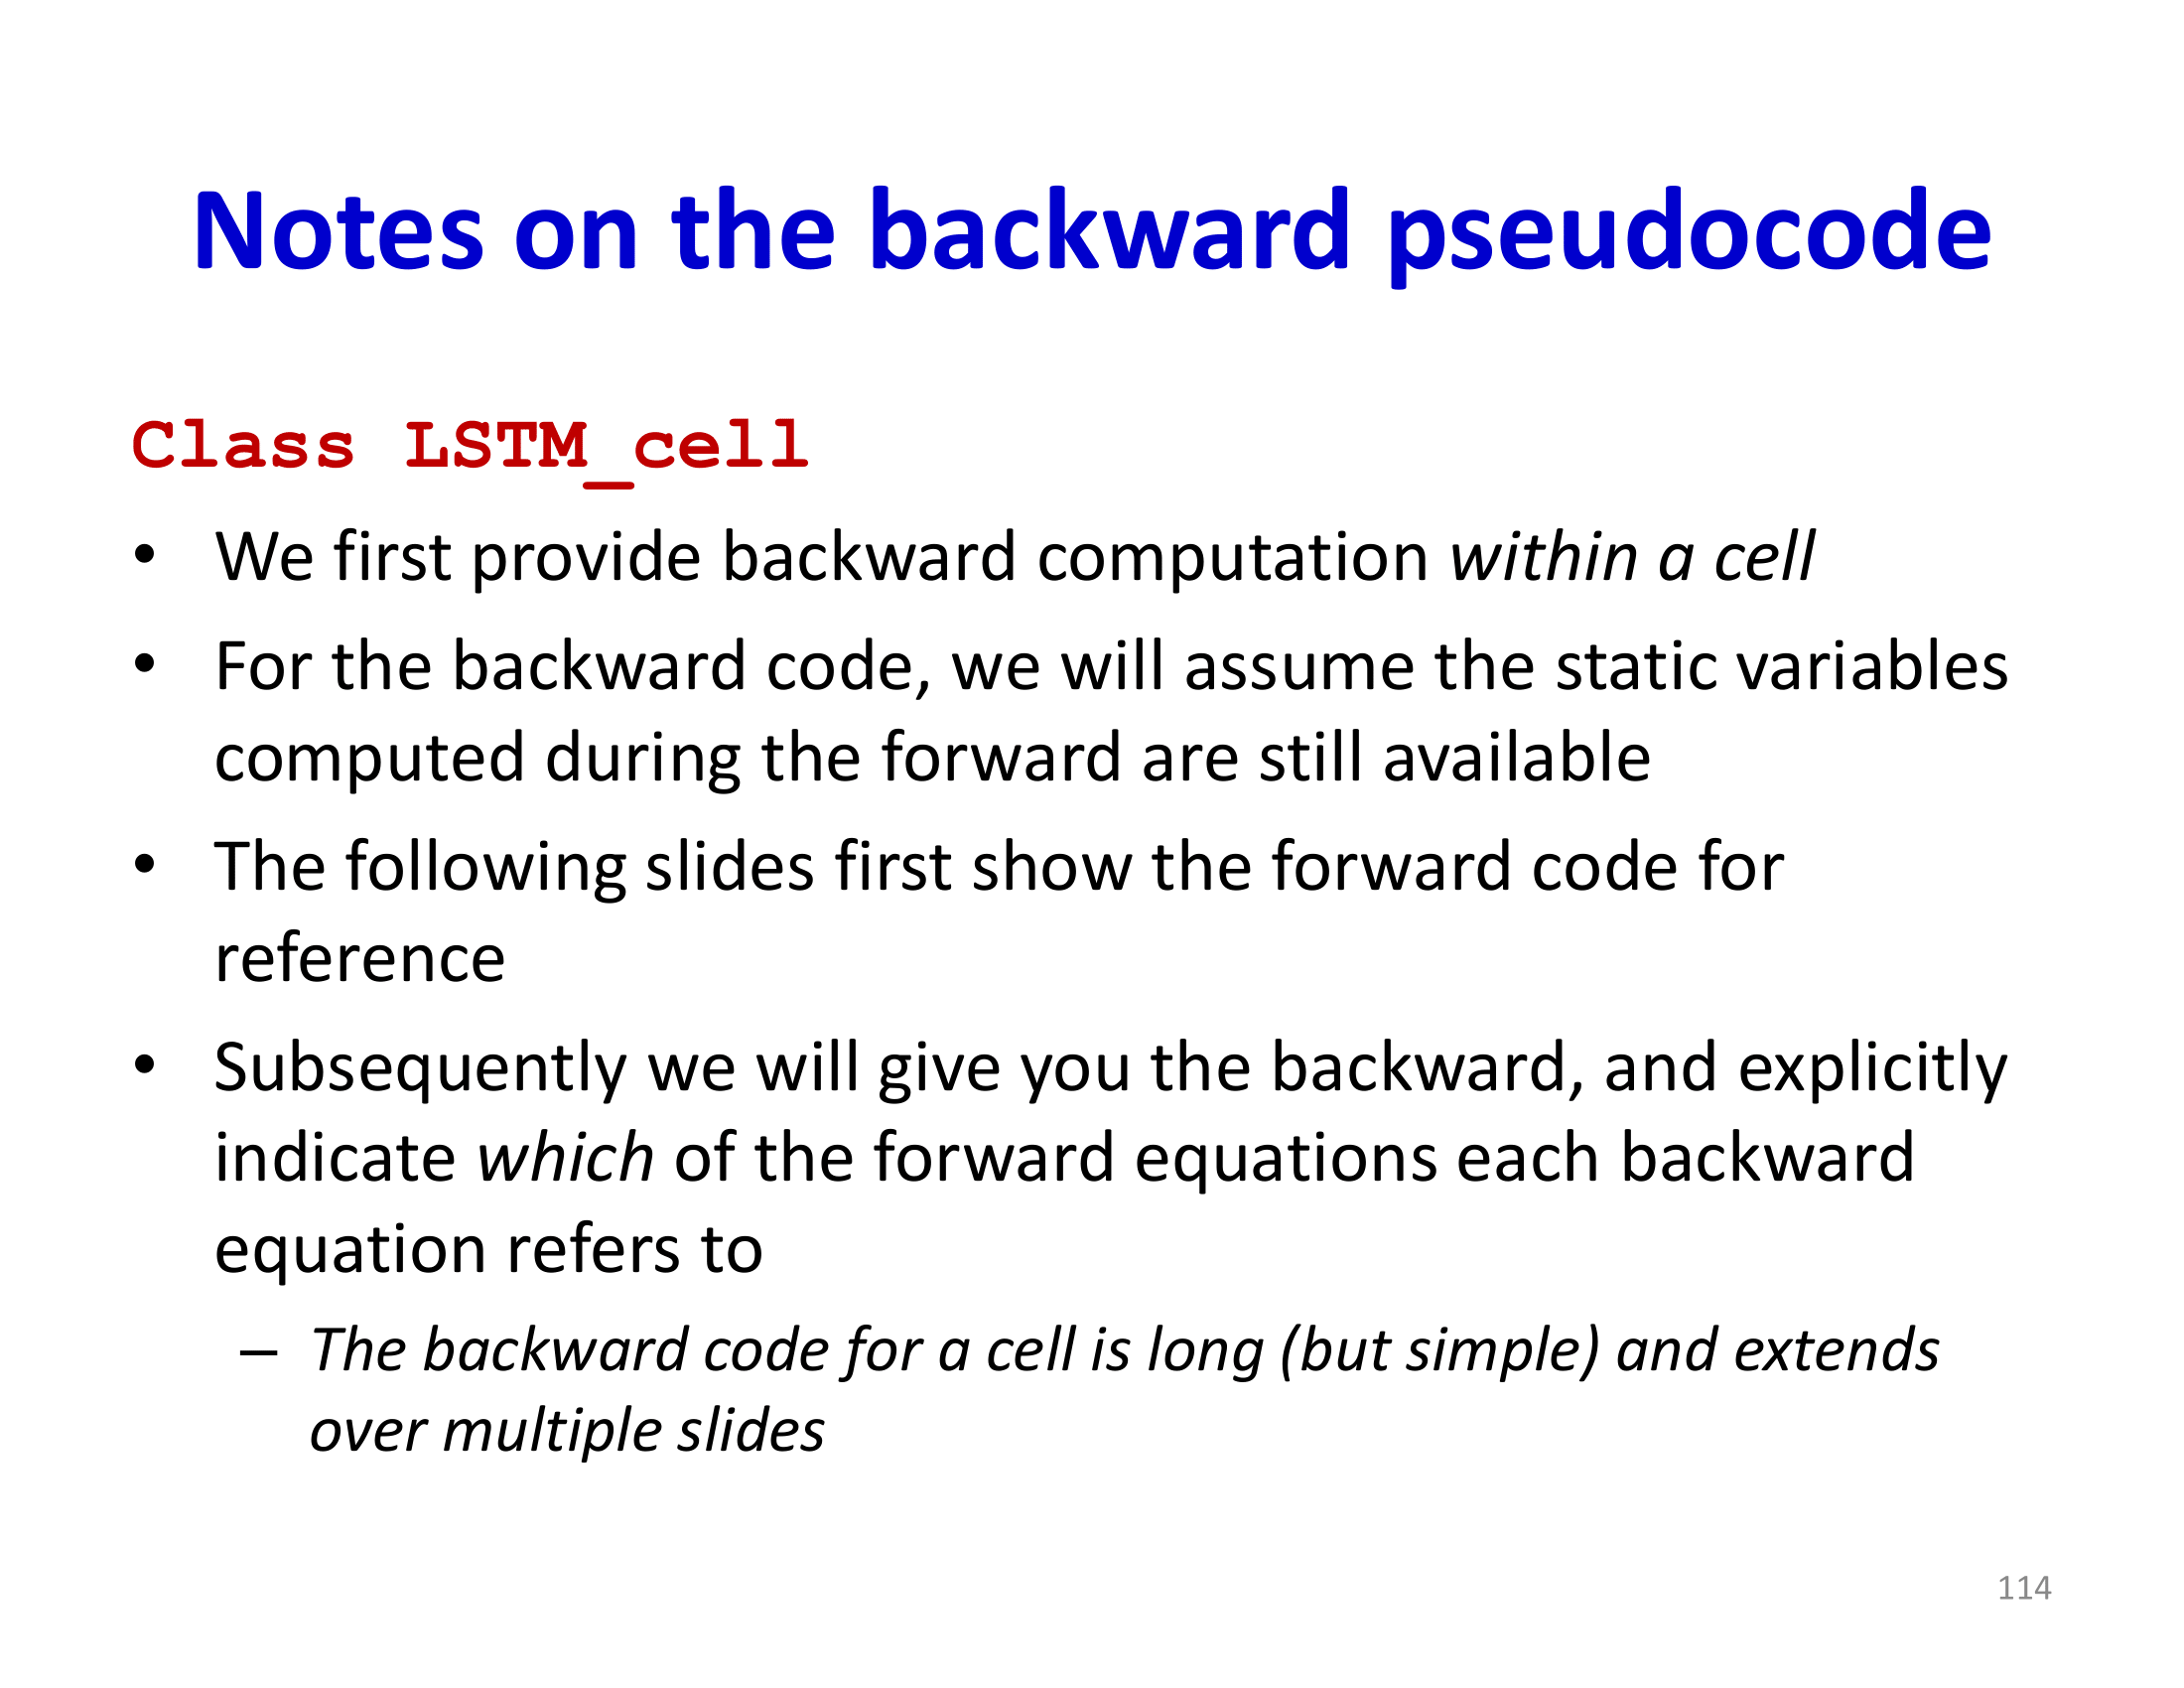 Notes on the backward pseudocode
Class LSTM_cell
• We first provide backward computation within a cell
• For the backward code, we will assume the static variables
computed during the forward are still available
• The following slides first show the forward code for
reference
• Subsequently we will give you the backward, and explicitly
indicate which of the forward equations each backward
equation refers to
– The backward code for a cell is long (but simple) and extends
over multiple slides
114